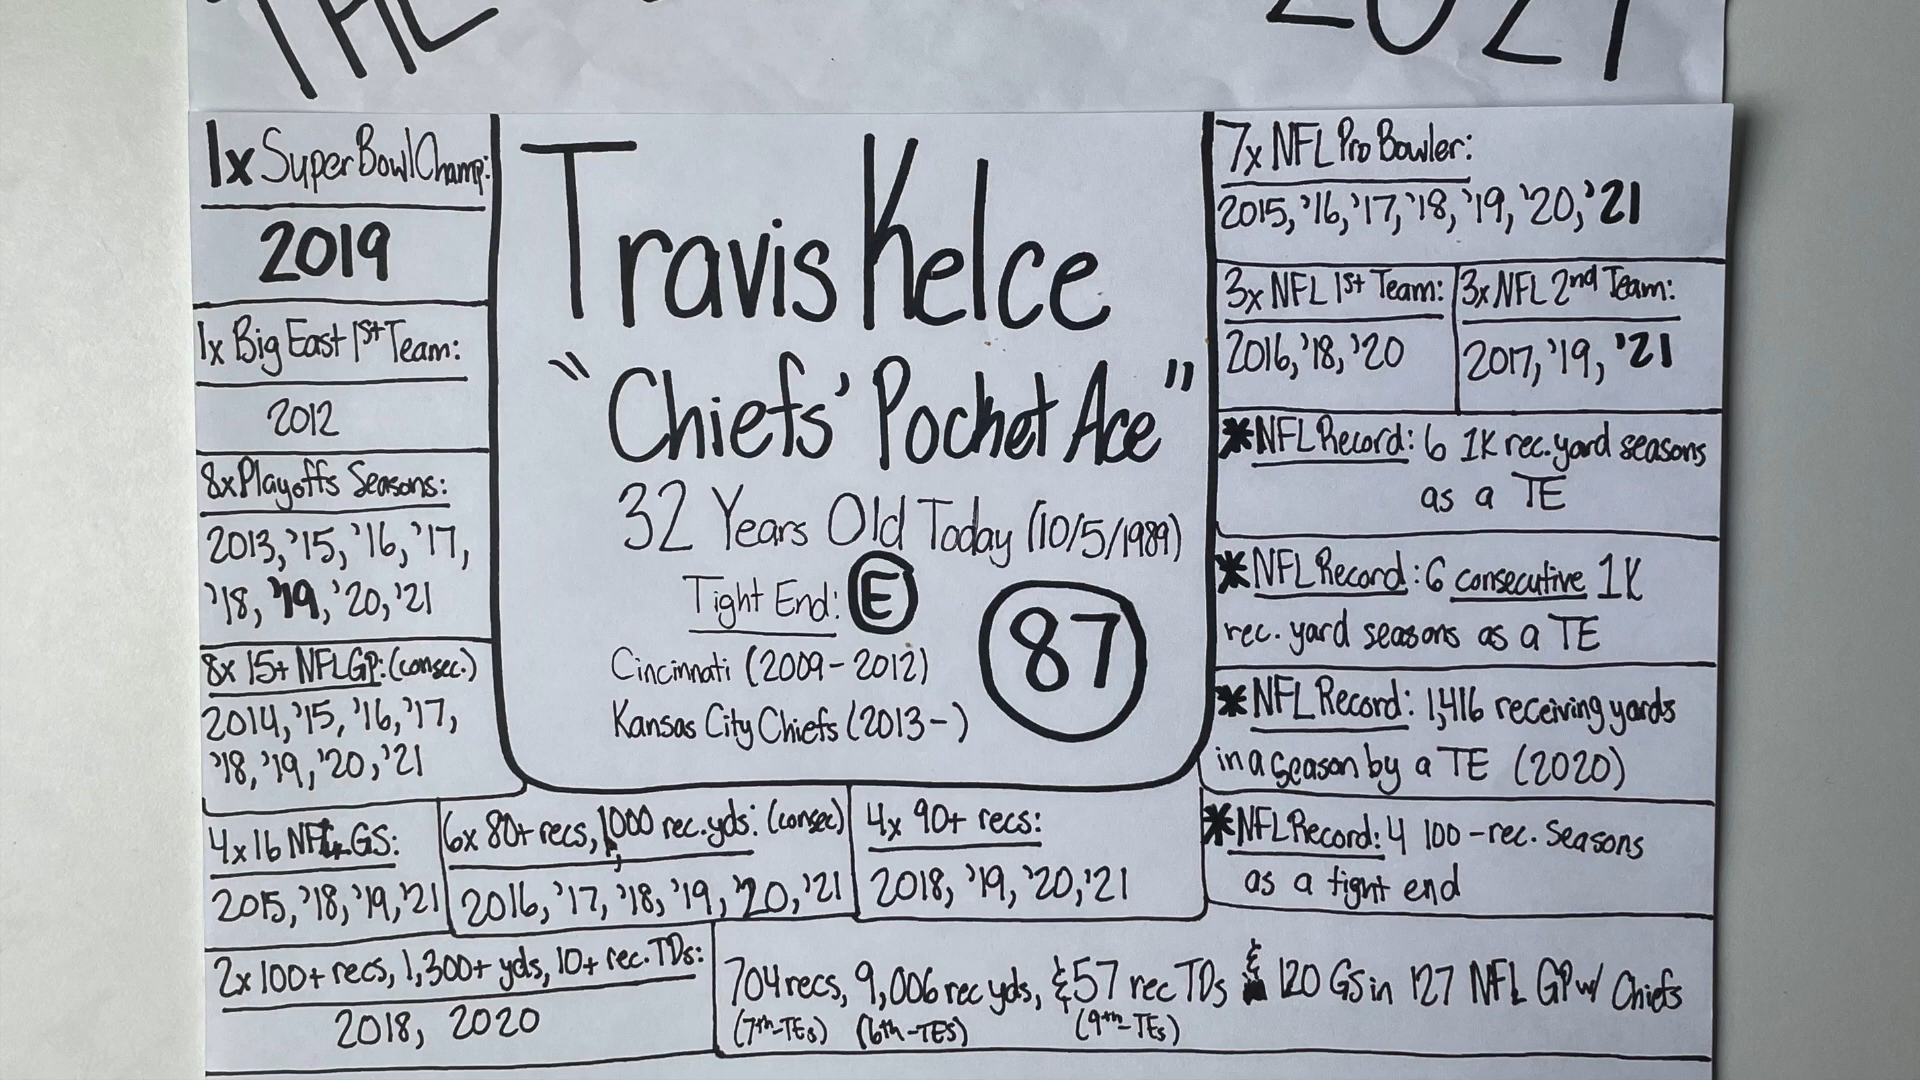 THE
2021
1x Super Bowl Champ:
2019
1x Big East 1st Team:
2012
8x Playoffs Seasons:
2013, '15, '16, '17,
'18, '19, '20, '21
8x 15+ NFL GP: (consec.)
2014, '15, '16, '17,
'18, '19, '20, '21
Travis Kelce
"Chiefs' Pocket Ace"
32 Years Old Today (10/5/1989)
Tight End: E
Cincinnati (2009-2012)
Kansas City Chiefs (2013- )
87
7x NFL Pro Bowler:
2015, '16, '17, '18, '19, '20, '21
3x NFL 1st Team:
2016, '18, '20
3x NFL 2nd Team:
2017, '19, '21
*NFL Record: 6 1K rec. yard seasons
as a TE
*NFL Record: 6 consecutive 1K
rec. yard seasons as a TE
*NFL Record: 1,416 receiving yards
in a season by a TE (2020)
*NFL Record: 4 100-rec. seasons
as a tight end
4x 16 NFL GS:
2015, '18, '19, '21
6x 80+ recs, 1000 rec. yds: (consec)
2016, '17, '18, '19, '20, '21
4x 90+ recs:
2018, '19, '20, '21
2x 100+ recs, 1,300+ yds, 10+ rec. TDs:
2018, 2020
704 recs, 9,006 rec yds, & 57 rec TDs & 120 GS in 127 NFL GP w/ Chiefs
(7th-TEs) (6th-TEs) (9th-TEs)